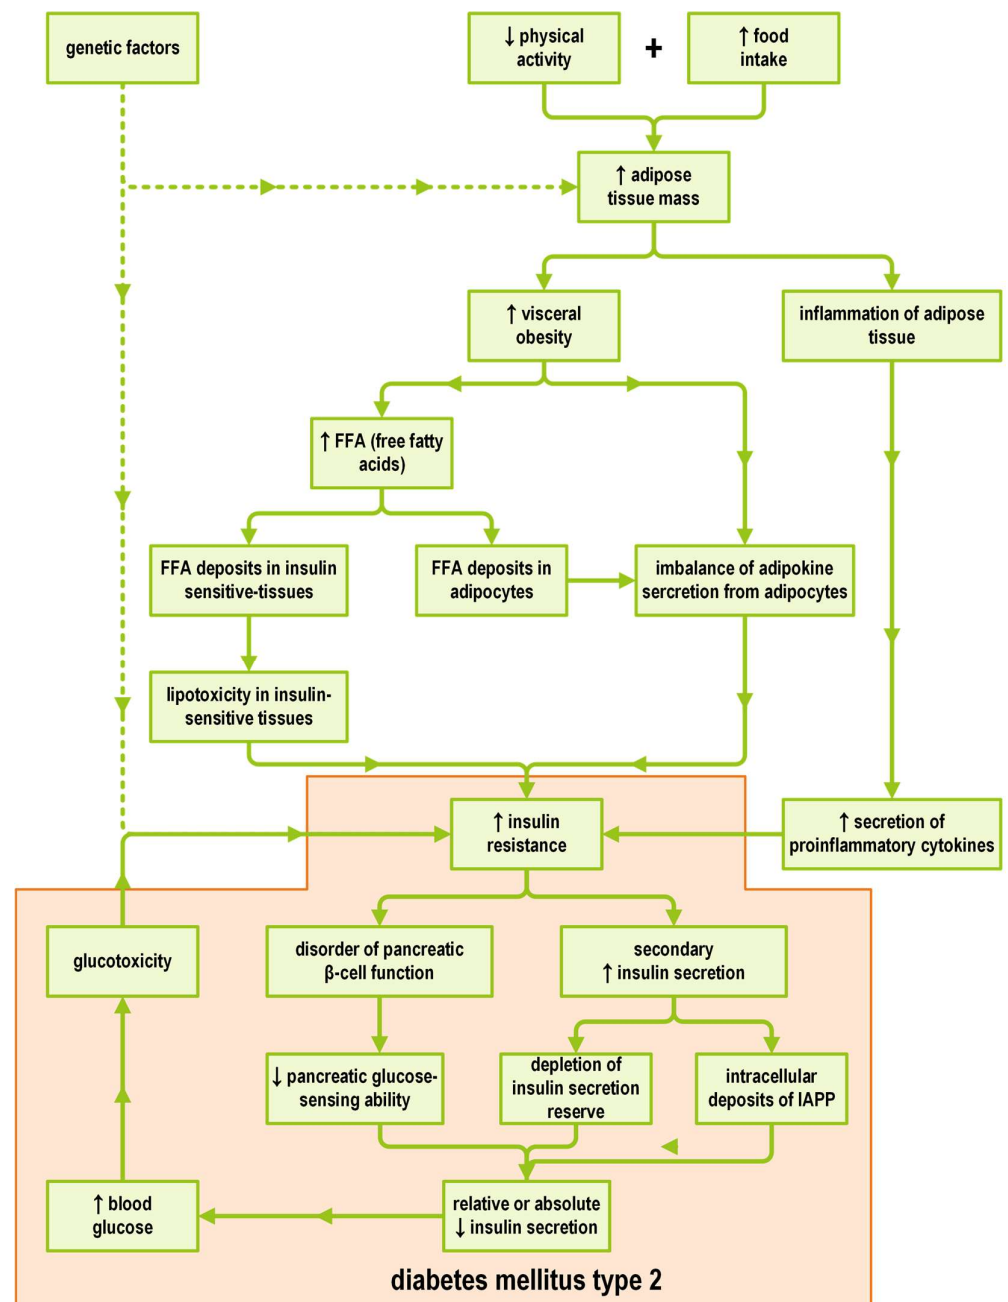 genetic factors
↓ physical
activity
+
↑ food
intake
↑ adipose
tissue mass
↑ visceral
obesity
inflammation of adipose
tissue
↑ FFA (free fatty
acids)
FFA deposits in insulin
sensitive-tissues
FFA deposits in
adipocytes
imbalance of adipokine
sercretion from adipocytes
lipotoxicity in insulin-
sensitive tissues
↑ insulin
resistance
↑ secretion of
proinflammatory cytokines
glucotoxicity
disorder of pancreatic
β-cell function
secondary
↑ insulin secretion
↓ pancreatic glucose-
sensing ability
depletion of
insulin secretion
reserve
intracellular
deposits of IAPP
↑ blood
glucose
relative or absolute
↓ insulin secretion
diabetes mellitus type 2